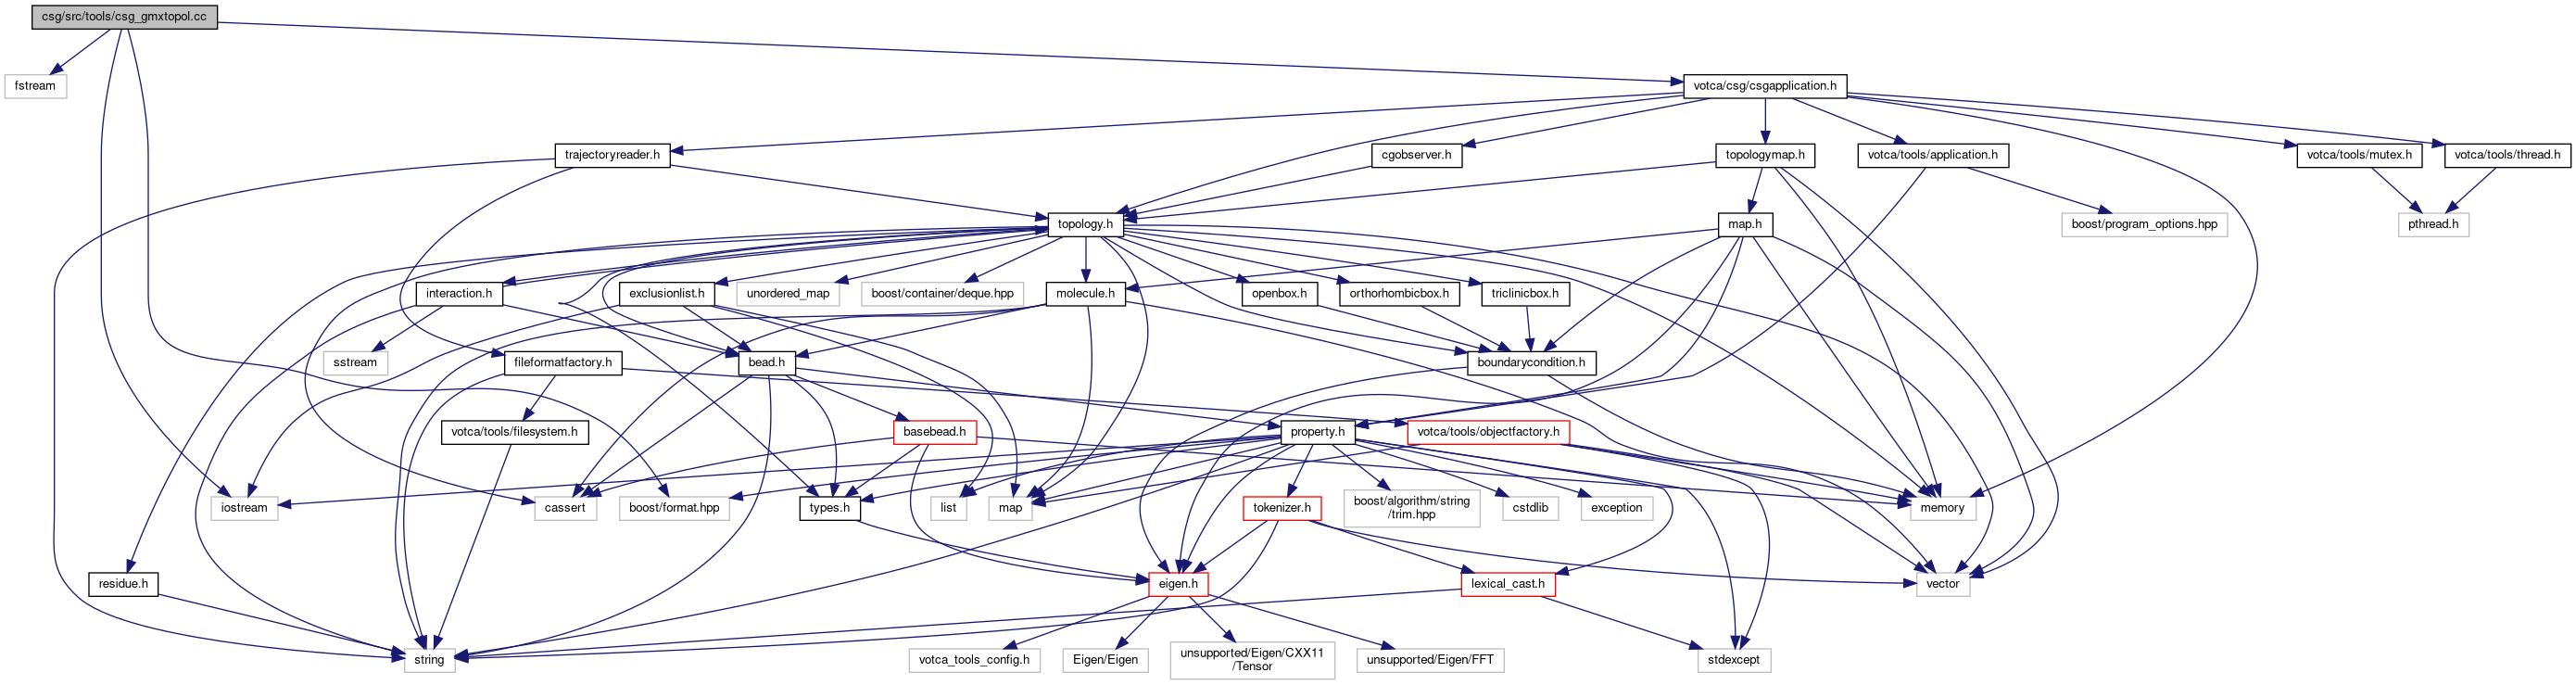 csg/src/tools/csg_gmxtopol.cc
fstream
votca/csg/csgapplication.h
trajectoryreader.h
cgobserver.h
topologymap.h
votca/tools/application.h
votca/tools/mutex.h
votca/tools/thread.h
topology.h
map.h
boost/program_options.hpp
pthread.h
interaction.h
exclusionlist.h
unordered_map
boost/container/deque.hpp
molecule.h
openbox.h
orthorhombicbox.h
triclinicbox.h
sstream
fileformatfactory.h
bead.h
boundarycondition.h
votca/tools/filesystem.h
basebead.h
property.h
votca/tools/objectfactory.h
iostream
cassert
boost/format.hpp
types.h
list
map
tokenizer.h
boost/algorithm/string
/trim.hpp
cstdlib
exception
memory
residue.h
eigen.h
lexical_cast.h
vector
string
votca_tools_config.h
Eigen/Eigen
unsupported/Eigen/CXX11
/Tensor
unsupported/Eigen/FFT
stdexcept